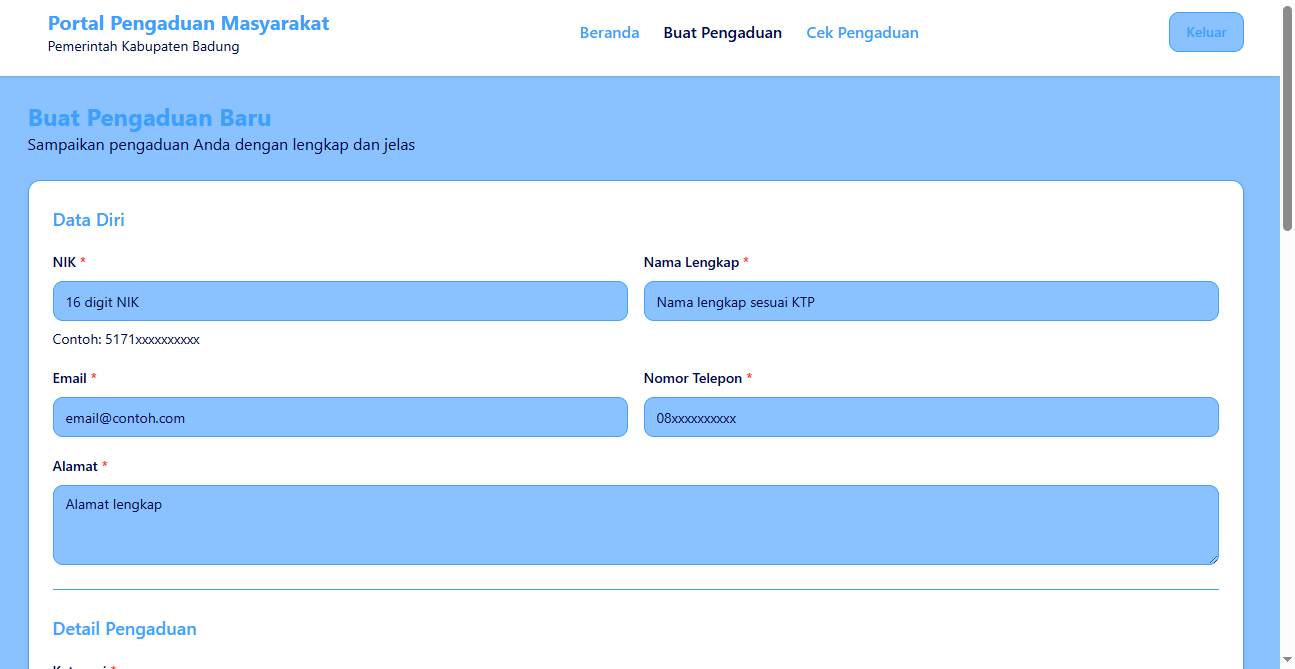 Portal Pengaduan Masyarakat
Pemerintah Kabupaten Badung
Beranda
Buat Pengaduan
Cek Pengaduan
Keluar
Buat Pengaduan Baru
Sampaikan pengaduan Anda dengan lengkap dan jelas
Data Diri
NIK *
Nama Lengkap *
16 digit NIK
Nama lengkap sesuai KTP
Contoh: 5171xxxxxxxxxx
Email *
Nomor Telepon *
email@contoh.com
08xxxxxxxxxx
Alamat *
Alamat lengkap
Detail Pengaduan